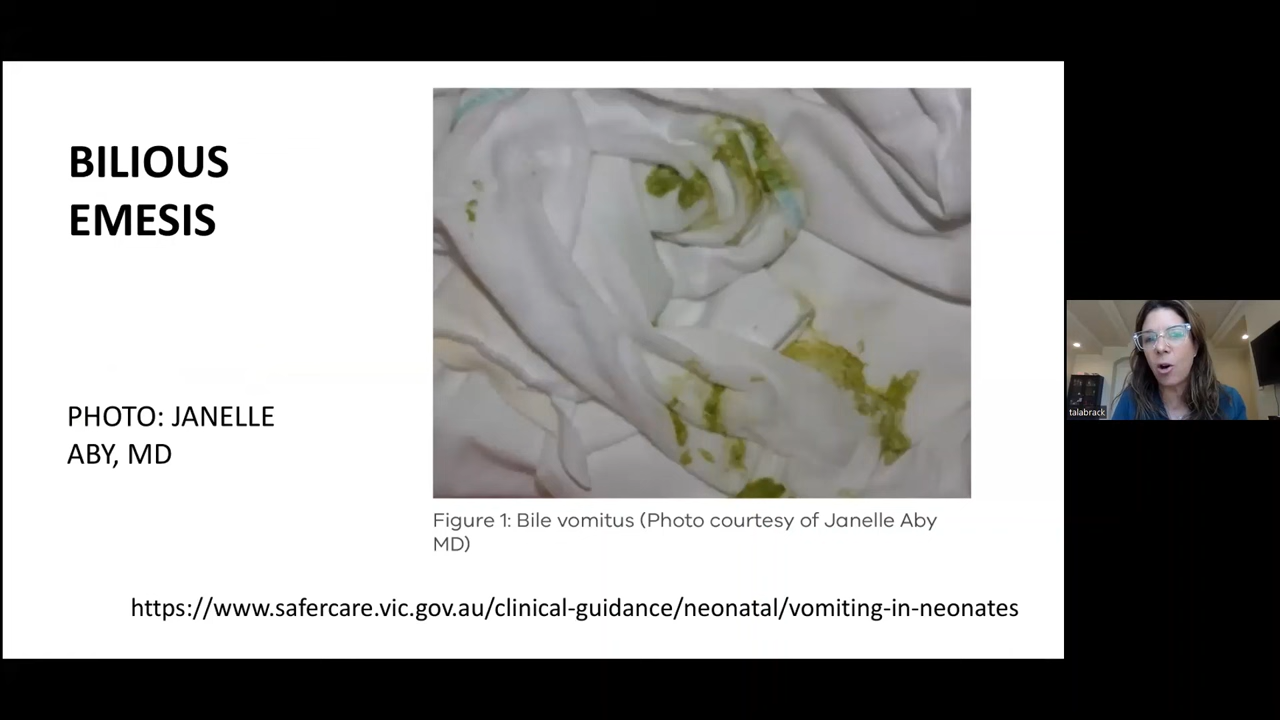 BILIOUS
EMESIS
PHOTO: JANELLE
ABY, MD
Figure 1: Bile vomitus (Photo courtesy of Janelle Aby
MD)
https://www.safercare.vic.gov.au/clinical-guidance/neonatal/vomiting-in-neonates
talabrack